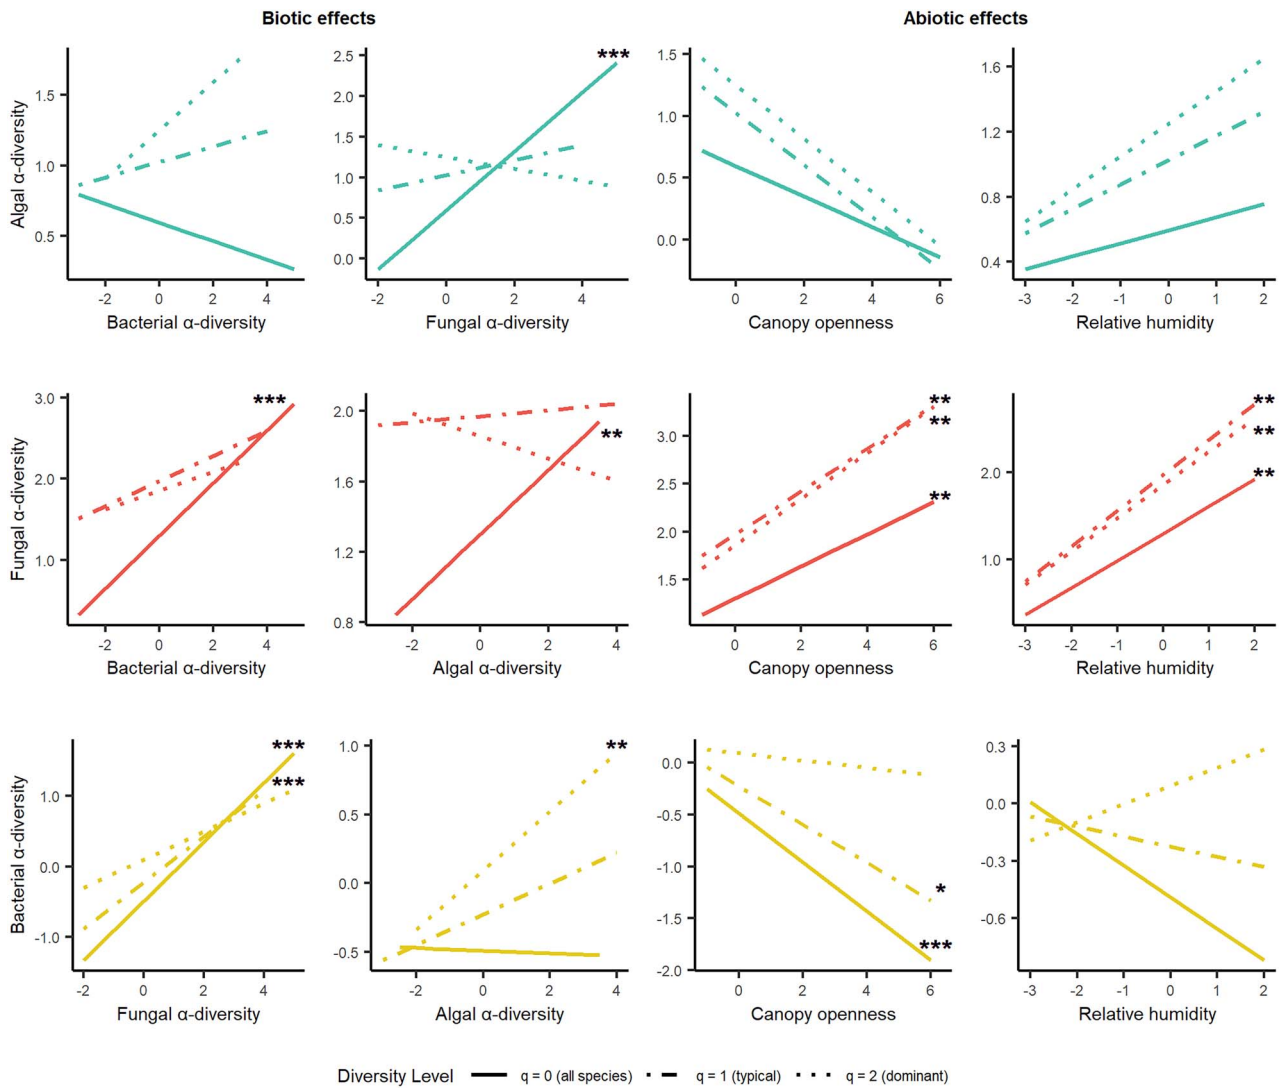 Biotic effects
Abiotic effects
Algal α-diversity
1.5
1.0
0.5
-2 0 2 4
Bacterial α-diversity
***
2.5
2.0
1.5
1.0
0.5
0.0
-2 0 2 4
Fungal α-diversity
1.5
1.0
0.5
0.0
0 2 4 6
Canopy openness
1.6
1.2
0.8
0.4
-3 -2 -1 0 1 2
Relative humidity
Fungal α-diversity
***
3.0
2.0
1.0
-2 0 2 4
Bacterial α-diversity
**
2.0
1.6
1.2
0.8
-2 0 2 4
Algal α-diversity
**
**
**
3.0
2.5
2.0
1.5
0 2 4 6
Canopy openness
**
**
**
2.0
1.0
-3 -2 -1 0 1 2
Relative humidity
Bacterial α-diversity
***
***
1.0
0.0
-1.0
-2 0 2 4
Fungal α-diversity
**
1.0
0.5
0.0
-0.5
-2 0 2 4
Algal α-diversity
*
***
0.0
-0.5
-1.0
-1.5
-2.0
0 2 4 6
Canopy openness
0.3
0.0
-0.3
-0.6
-3 -2 -1 0 1 2
Relative humidity
Diversity Level q = 0 (all species) q = 1 (typical) q = 2 (dominant)